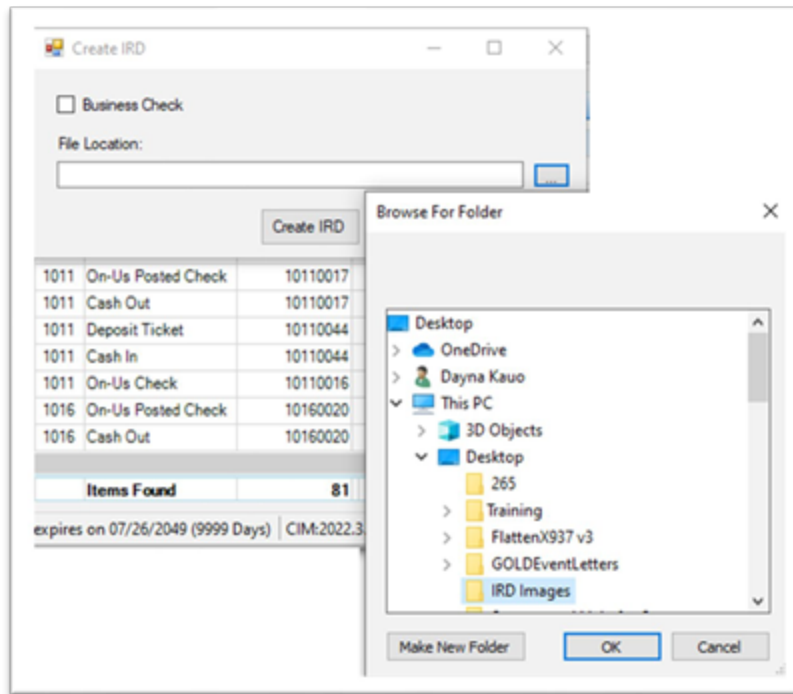 Create IRD
Business Check
File Location:
...
Create IRD
1011 On-Us Posted Check 10110017
1011 Cash Out 10110017
1011 Deposit Ticket 10110044
1011 Cash In 10110044
1011 On-Us Check 10110016
1016 On-Us Posted Check 10160020
1016 Cash Out 10160020
Items Found 81
expires on 07/26/2049 (9999 Days) CIM:2022.3.
Browse For Folder
Desktop
OneDrive
Dayna Kauo
This PC
3D Objects
Desktop
265
Training
FlattenX937 v3
GOLDEventLetters
IRD Images
Make New Folder OK Cancel